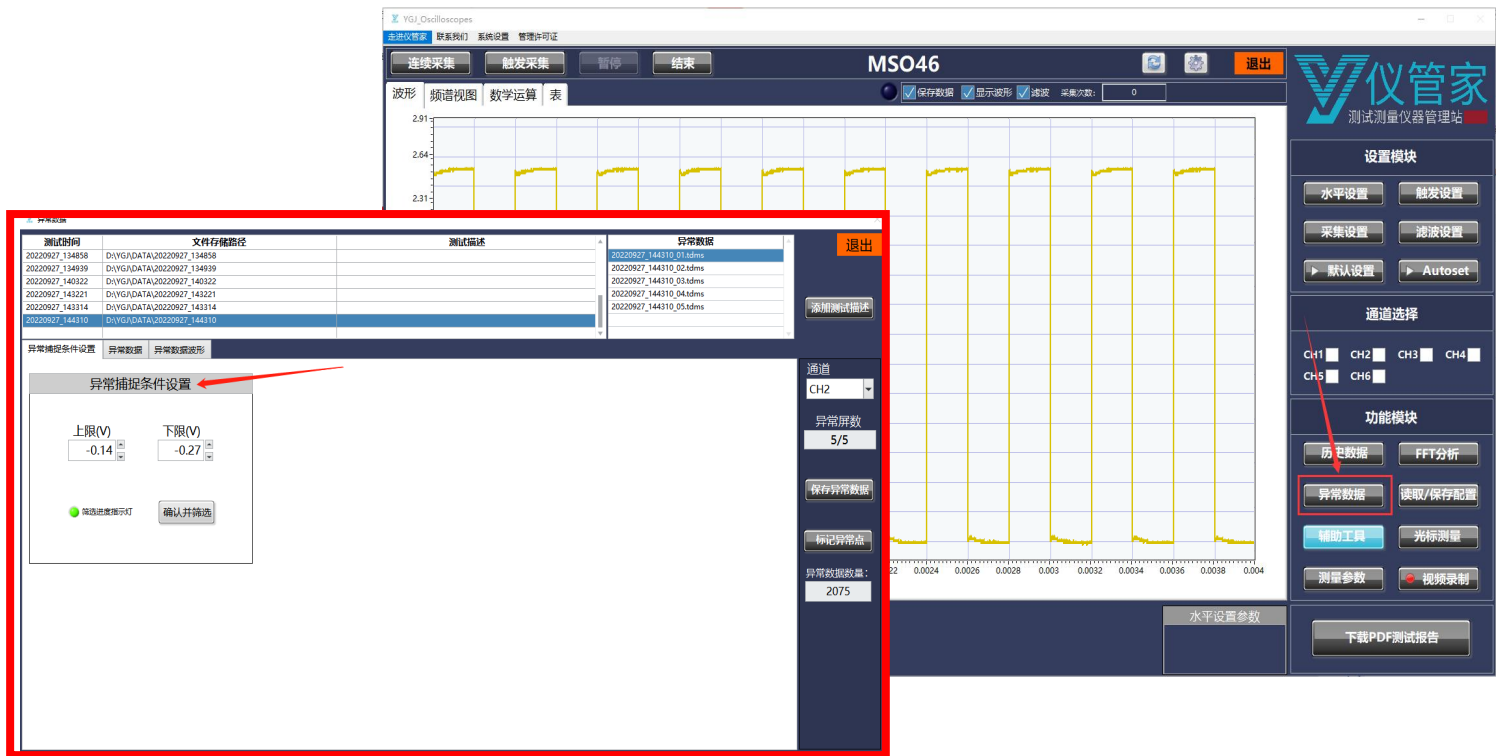 YGJ_Oscilloscopes
走进仪管家 联系我们 系统设置 管理许可证
连续采集 触发采集 暂停 结束 MSO46 退出
波形 频谱视图 数学运算 表 保存数据 显示波形 滤波 采集次数: 0
2.91
2.64
2.31
22 0.0024 0.0026 0.0028 0.003 0.0032 0.0034 0.0036 0.0038 0.004
水平设置参数
仪管家
测试测量仪器管理站
设置模块
水平设置 触发设置
采集设置 滤波设置
默认设置 Autoset
通道选择
CH1 CH2 CH3 CH4
CH5 CH6
功能模块
历史数据 FFT分析
异常数据 读取/保存配置
辅助工具 光标测量
测量参数 视频录制
下载PDF测试报告
异常数据
测试时间 文件存储路径 测试描述 异常数据 退出
20220927_134858 D:\YGJ\DATA\20220927_134858 20220927_144310_01.tdms
20220927_134939 D:\YGJ\DATA\20220927_134939 20220927_144310_02.tdms
20220927_140322 D:\YGJ\DATA\20220927_140322 20220927_144310_03.tdms
20220927_143221 D:\YGJ\DATA\20220927_143221 20220927_144310_04.tdms
20220927_143314 D:\YGJ\DATA\20220927_143314 20220927_144310_05.tdms
20220927_144310 D:\YGJ\DATA\20220927_144310
添加测试描述
异常捕捉条件设置 异常数据 异常数据波形
异常捕捉条件设置
上限(V) 下限(V)
-0.14 -0.27
筛选进度指示灯 确认并筛选
通道
CH2
异常屏数
5/5
保存异常数据
标记异常点
异常数据数量:
2075